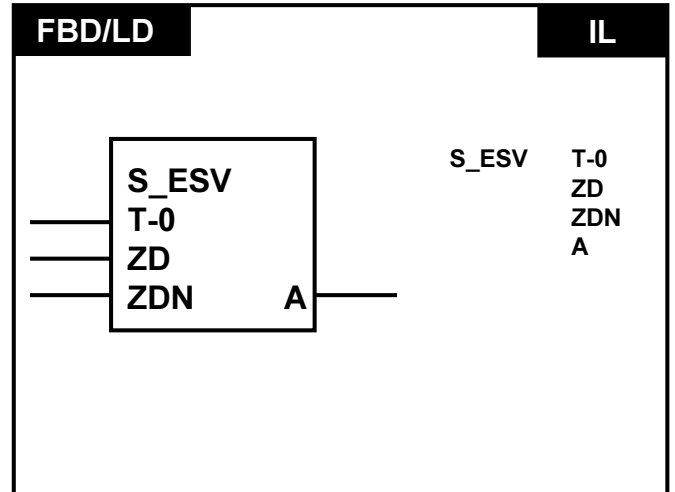 FBD/LD
IL
S_ESV
T-0
ZD
ZDN A
S_ESV T-0
ZD
ZDN
A